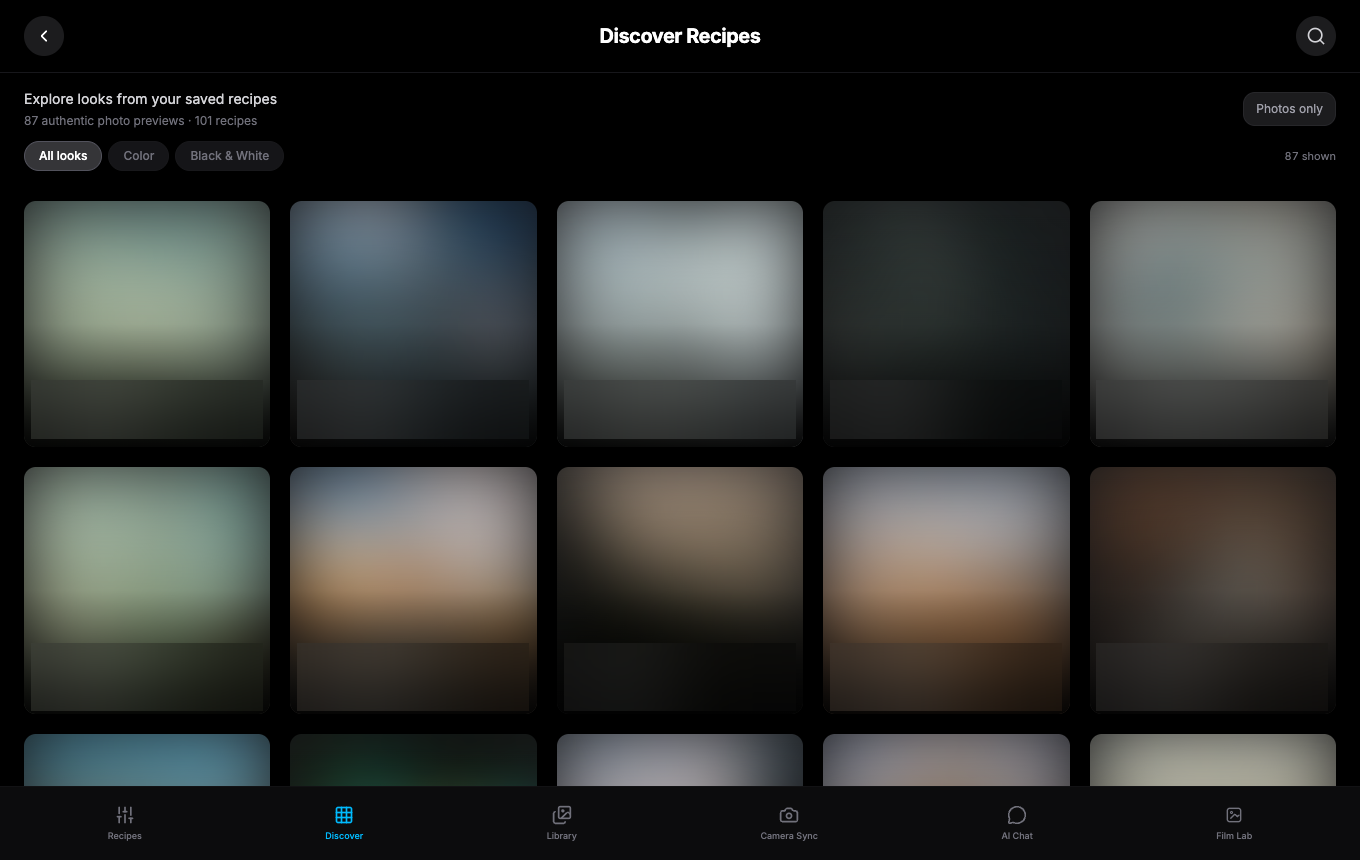 Discover Recipes
Explore looks from your saved recipes
87 authentic photo previews · 101 recipes
Photos only
All looks
Color
Black & White
87 shown
Recipes
Discover
Library
Camera Sync
AI Chat
Film Lab